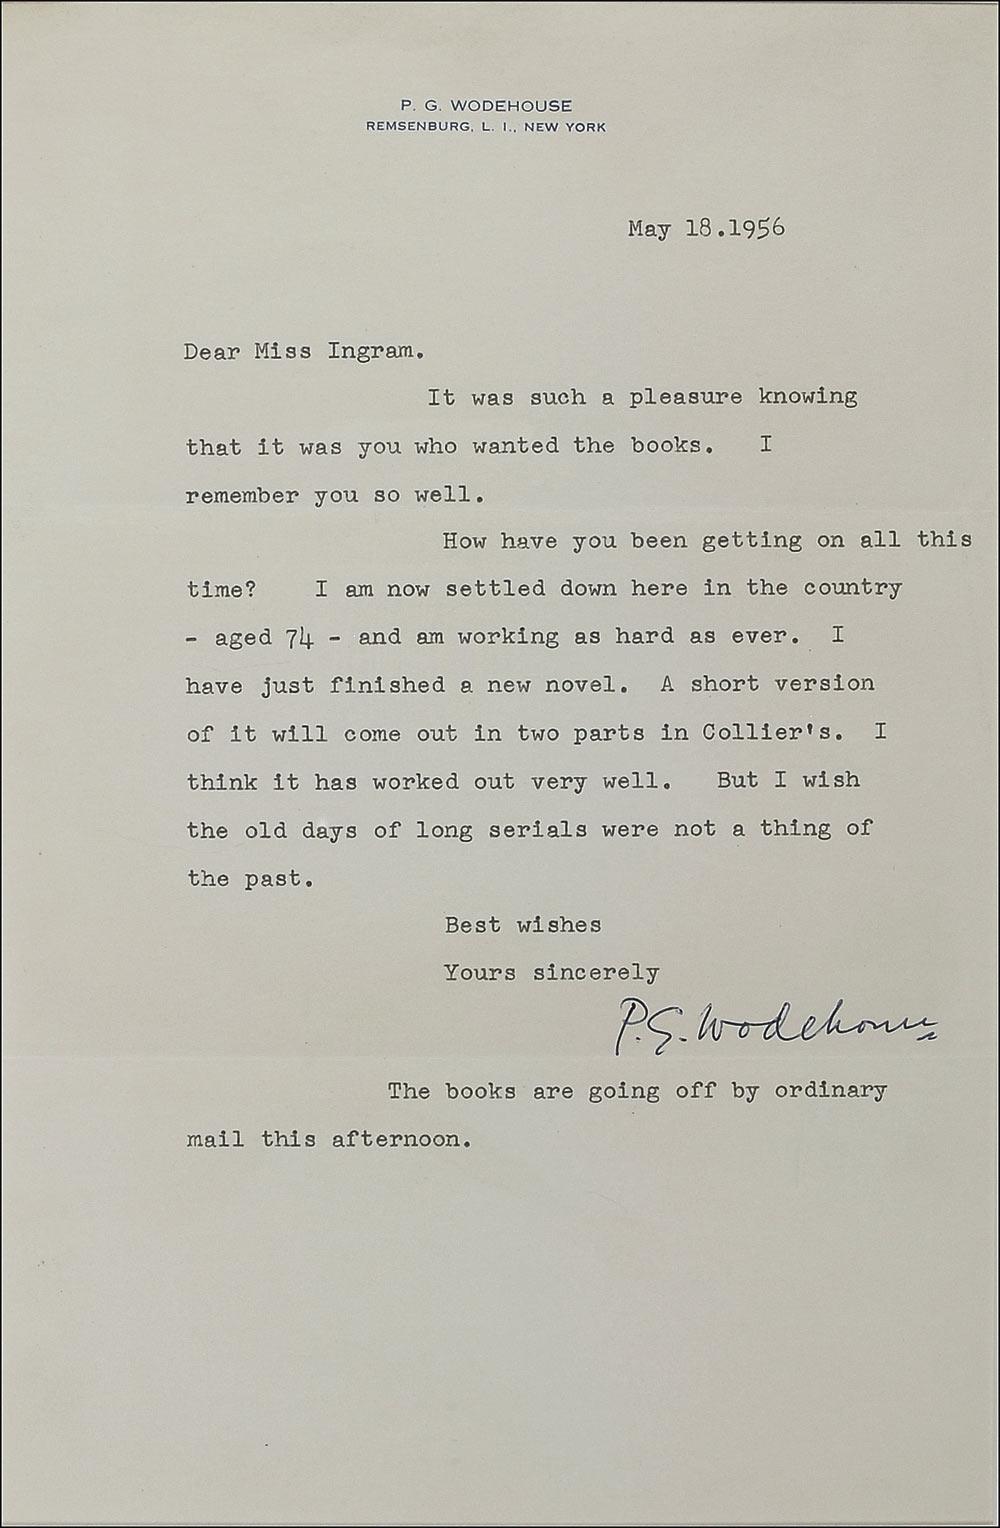 P. G. WODEHOUSE
REMSENBURG, L. I., NEW YORK
May 18.1956
Dear Miss Ingram.
It was such a pleasure knowing
that it was you who wanted the books. I
remember you so well.
How have you been getting on all this
time? I am now settled down here in the country
- aged 74 - and am working as hard as ever. I
have just finished a new novel. A short version
of it will come out in two parts in Collier's. I
think it has worked out very well. But I wish
the old days of long serials were not a thing of
the past.
Best wishes
Yours sincerely
P.G. Wodehouse
The books are going off by ordinary
mail this afternoon.